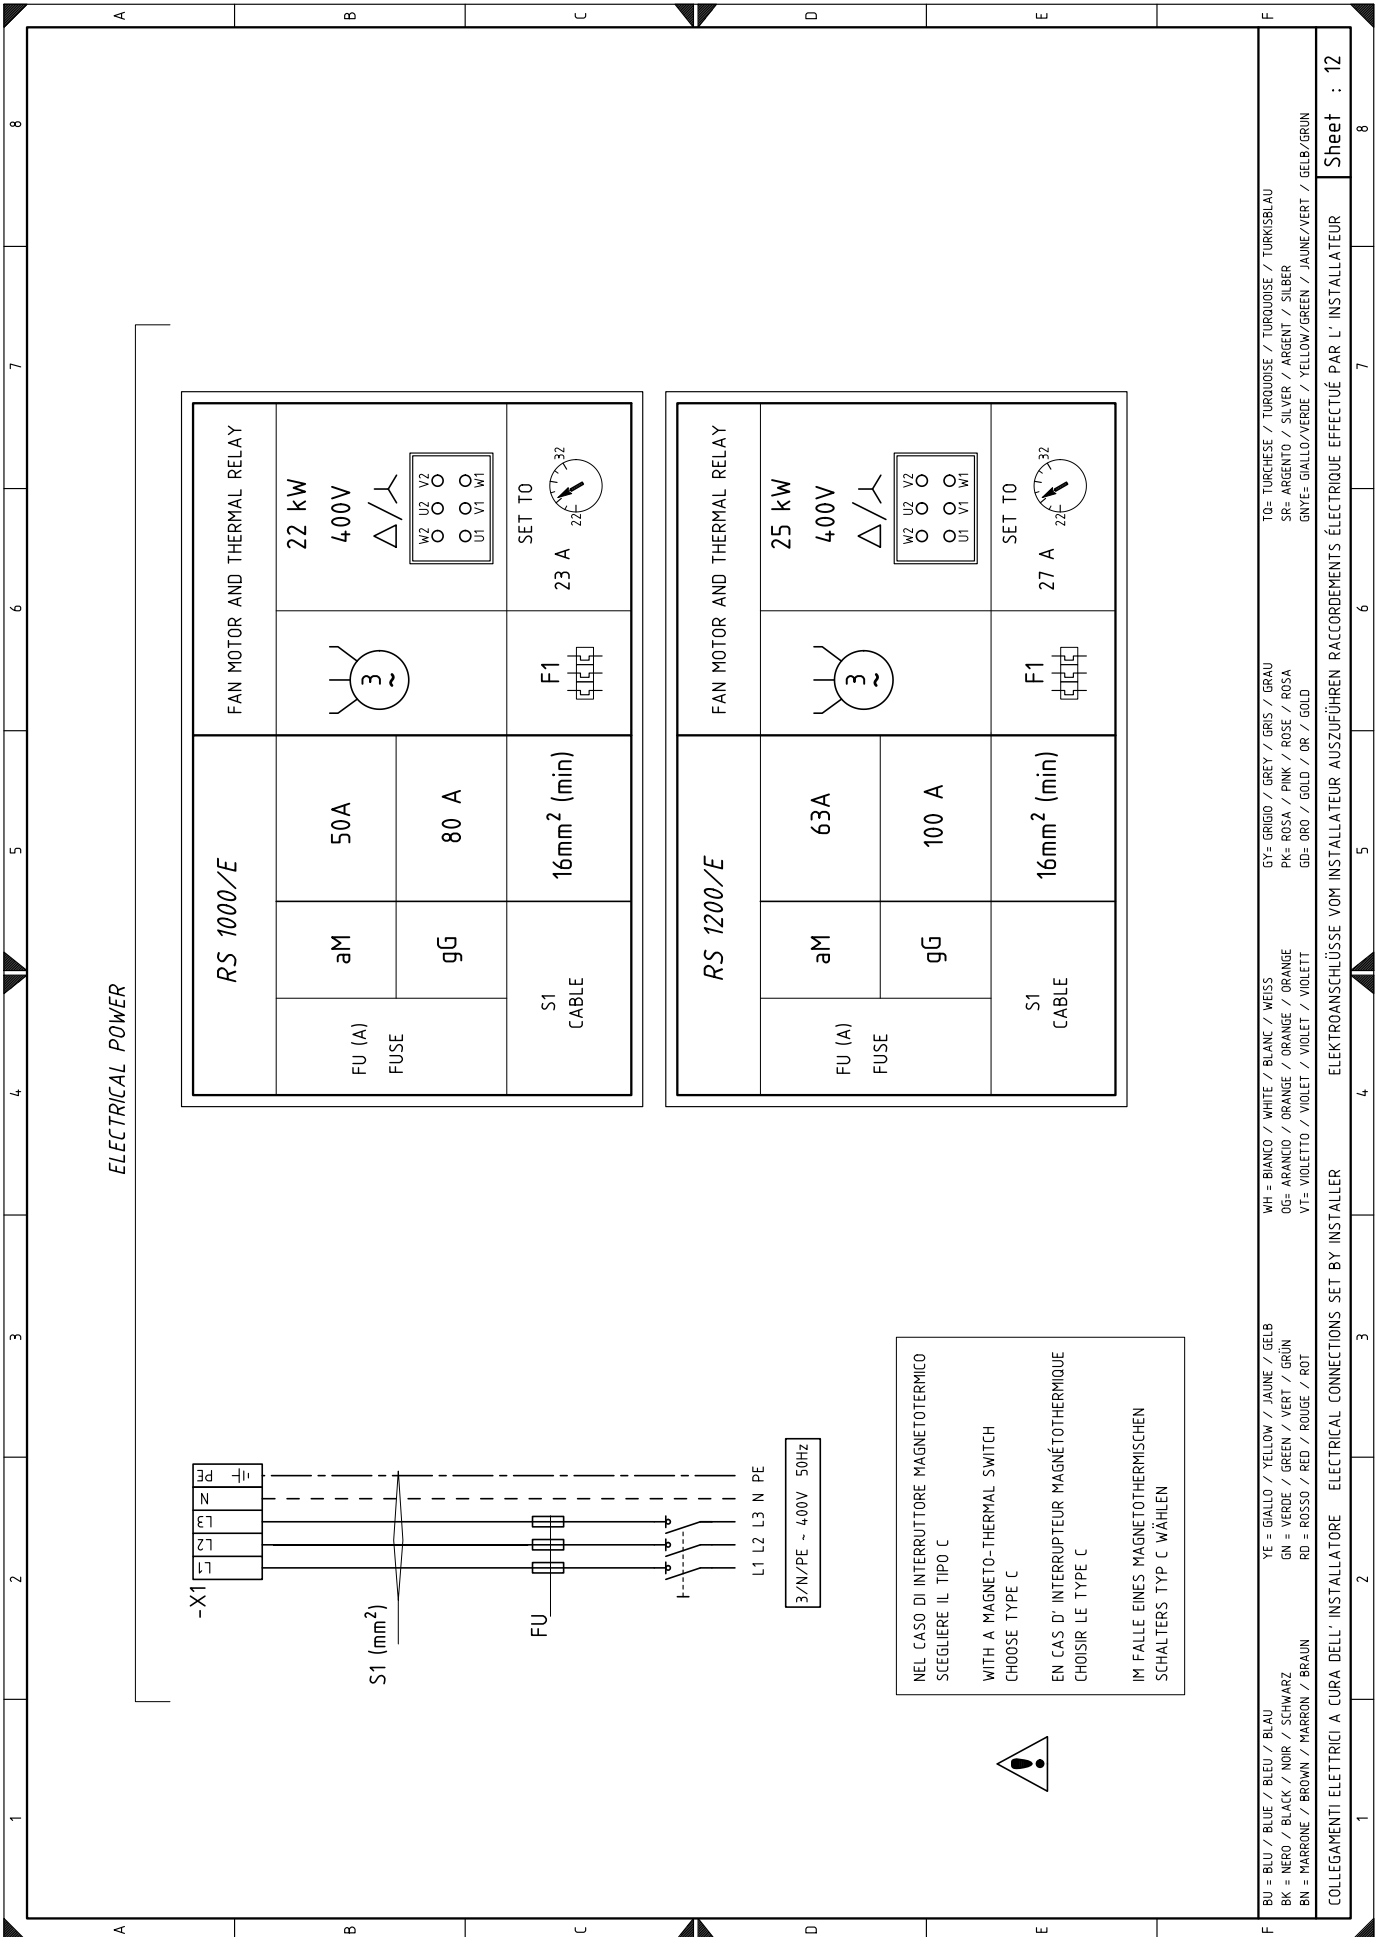 1 2 3 4 5 6 7 8
A
B
C
D
E
F
ELECTRICAL POWER
-X1
L1 L2 L3 N PE
S1 (mm²)
FU
L1 L2 L3 N PE
3/N/PE ~ 400V 50Hz
NEL CASO DI INTERRUTTORE MAGNETOTERMICO
SCEGLIERE IL TIPO C
WITH A MAGNETO-THERMAL SWITCH
CHOOSE TYPE C
EN CAS D' INTERRUPTEUR MAGNÉTOTHERMIQUE
CHOISIR LE TYPE C
IM FALLE EINES MAGNETOTHERMISCHEN
SCHALTERS TYP C WÄHLEN
RS 1000/E
FAN MOTOR AND THERMAL RELAY
FU (A)
FUSE
aM
50A
gG
80 A
3
~
22 kW
400V
△/
W2 U2 V2
U1 V1 W1
S1
CABLE
16mm² (min)
F1
SET TO
23 A
22
32
RS 1200/E
FAN MOTOR AND THERMAL RELAY
FU (A)
FUSE
aM
63A
gG
100 A
3
~
25 kW
400V
△/
W2 U2 V2
U1 V1 W1
S1
CABLE
16mm² (min)
F1
SET TO
27 A
22
32
BU = BLU / BLUE / BLEU / BLAU
BK = NERO / BLACK / NOIR / SCHWARZ
BN = MARRONE / BROWN / MARRON / BRAUN
YE = GIALLO / YELLOW / JAUNE / GELB
GN = VERDE / GREEN / VERT / GRÜN
RD = ROSSO / RED / ROUGE / ROT
WH = BIANCO / WHITE / BLANC / WEISS
OG= ARANCIO / ORANGE / ORANGE / ORANGE
VT= VIOLETTO / VIOLET / VIOLET / VIOLETT
GY= GRIGIO / GREY / GRIS / GRAU
PK= ROSA / PINK / ROSE / ROSA
GD= ORO / GOLD / OR / GOLD
TQ= TURCHESE / TURQUOISE / TURQUOISE / TURKISBLAU
SR= ARGENTO / SILVER / ARGENT / SILBER
GNYE= GIALLO/VERDE / YELLOW/GREEN / JAUNE/VERT / GELB/GRUN
COLLEGAMENTI ELETTRICI A CURA DELL' INSTALLATORE ELECTRICAL CONNECTIONS SET BY INSTALLER ELEKTROANSCHLÜSSE VOM INSTALLATEUR AUSZUFÜHREN RACCORDEMENTS ÉLECTRIQUE EFFECTUÉ PAR L' INSTALLATEUR
Sheet : 12
A
B
C
D
E
F
1 2 3 4 5 6 7 8